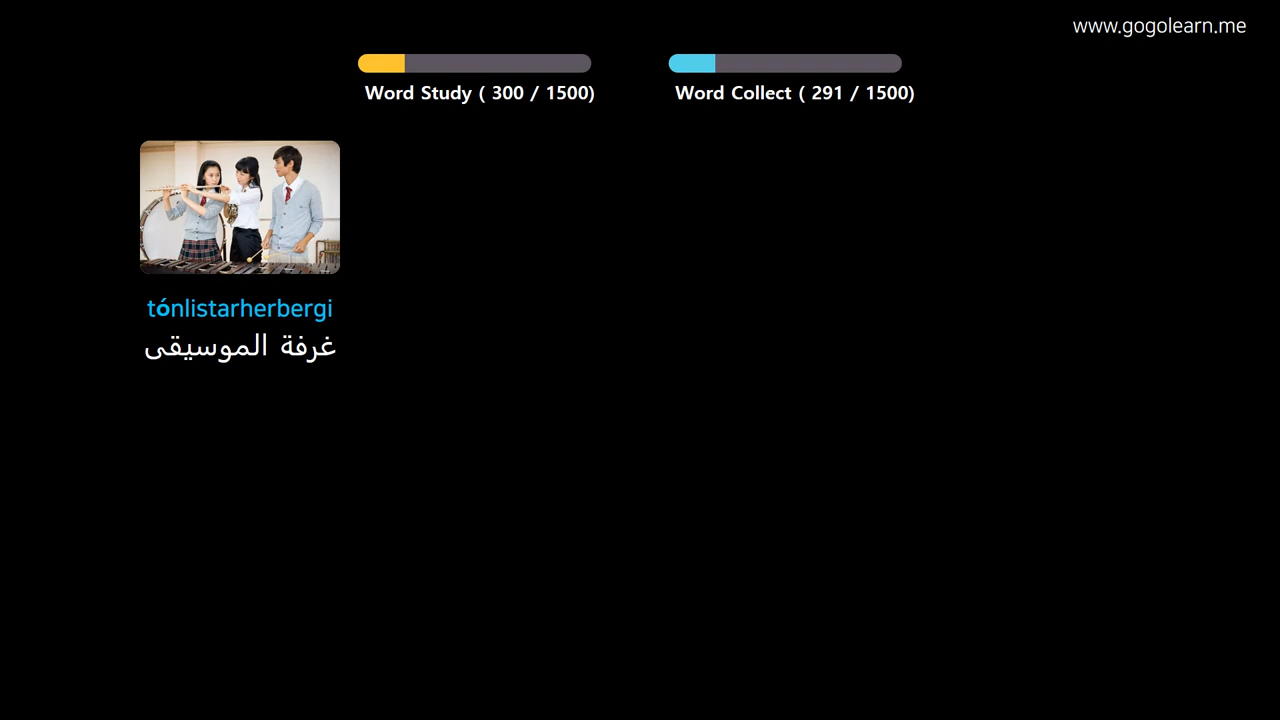 www.gogolearn.me
Word Study ( 300 / 1500)
Word Collect ( 291 / 1500)
tónlistarherbergi
غرفة الموسيقى